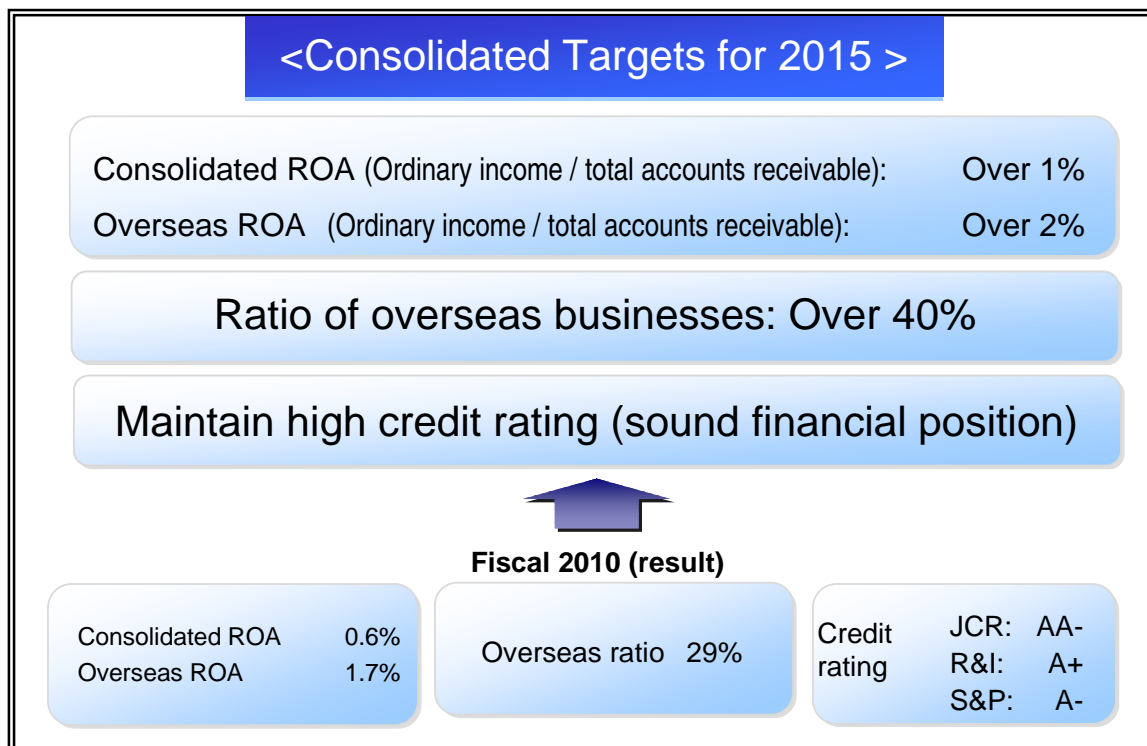 <Consolidated Targets for 2015 >
Consolidated ROA (Ordinary income / total accounts receivable): Over 1%
Overseas ROA (Ordinary income / total accounts receivable): Over 2%
Ratio of overseas businesses: Over 40%
Maintain high credit rating (sound financial position)
Fiscal 2010 (result)
Consolidated ROA 0.6%
Overseas ROA 1.7%
Overseas ratio 29%
Credit rating
JCR: AA-
R&I: A+
S&P: A-